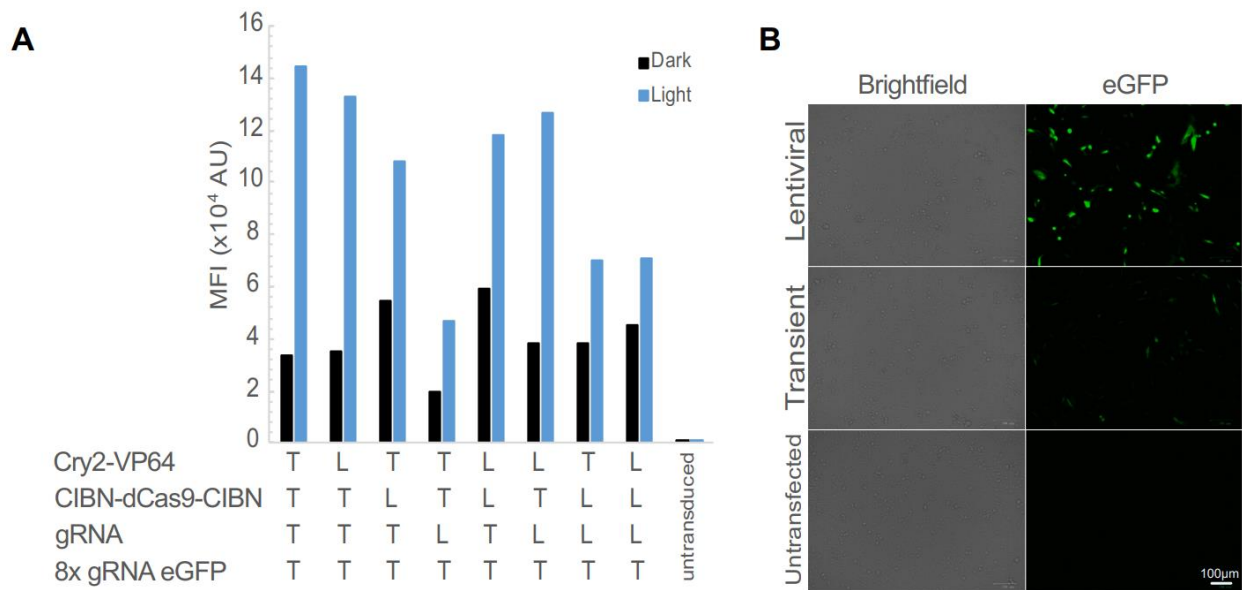 A
16
14
12
10
8
6
4
2
0
MFI (x10⁴ AU)
Dark
Light
Cry2-VP64 T L T T L L T L
CIBN-dCas9-CIBN T T L T L T L L
gRNA T T T L T L L L
8x gRNA eGFP T T T T T T T T
untransduced
B
Brightfield eGFP
Lentiviral
Transient
Untransfected
100µm